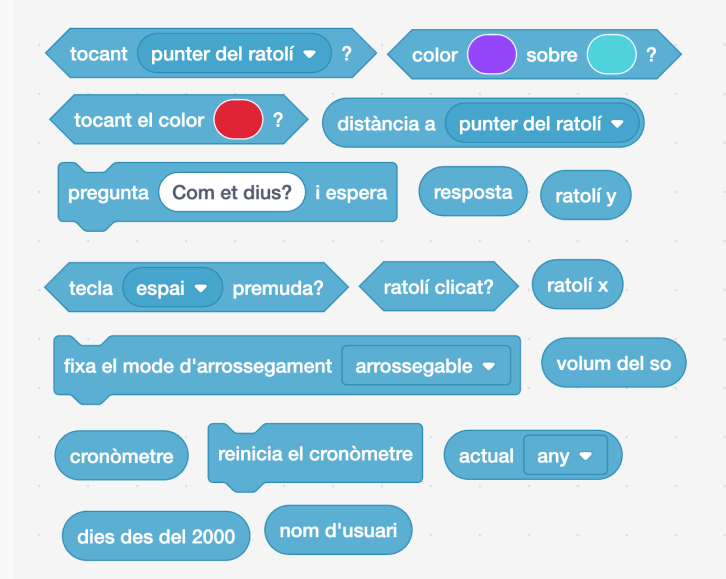 tocant punter del ratolí ? color sobre ?
tocant el color ? distància a punter del ratolí
pregunta Com et dius? i espera resposta ratolí y
tecla espai premuda? ratolí clicat? ratolí x
fixa el mode d'arrossegament arrossegable volum del so
cronòmetre reinicia el cronòmetre actual any
dies des del 2000 nom d'usuari